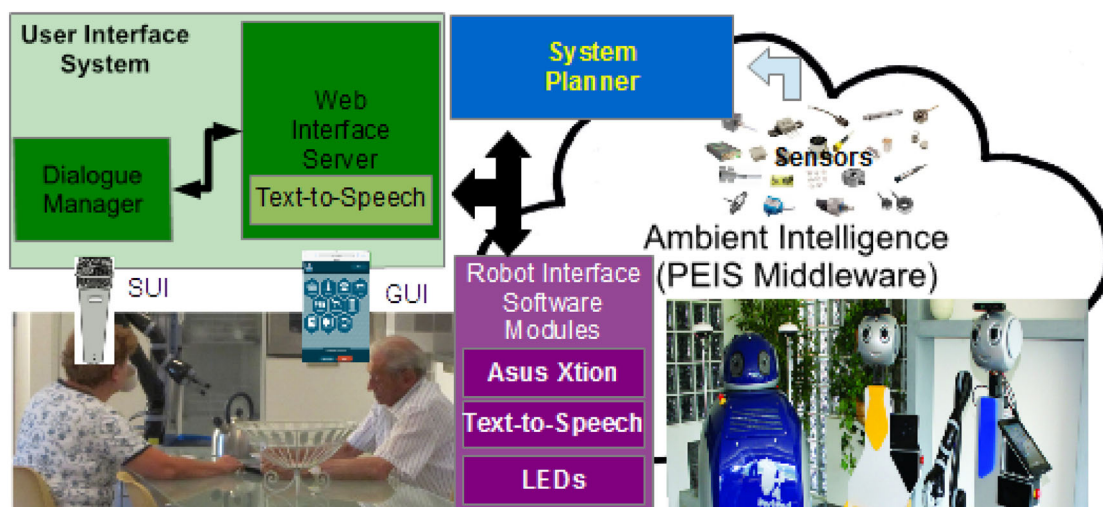 User Interface
System
Web
Interface
Server
Text-to-Speech
Dialogue
Manager
SUI
GUI
System
Planner
Sensors
Ambient Intelligence
(PEIS Middleware)
Robot Interface
Software
Modules
Asus Xtion
Text-to-Speech
LEDs